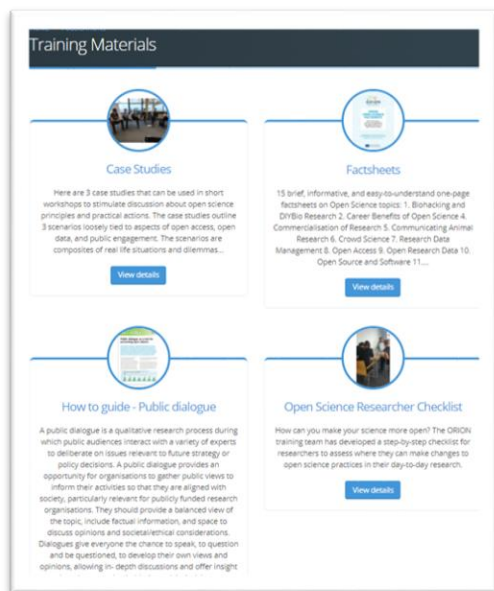 Training Materials
Case Studies
Here are 3 case studies that can be used in short
workshops to stimulate discussion about open science
principles and practical actions. The case studies outline
3 scenarios loosely tied to aspects of open access, open
data, and public engagement. The scenarios are
composites of real life situations and dilemmas...
View details
Factsheets
15 brief, informative, and easy-to-understand one-page
factsheets on Open Science topics: 1. Biohacking and
DIYBio Research 2. Career Benefits of Open Science 4.
Commercialisation of Research 5. Communicating Animal
Research 6. Crowd Science 7. Research Data
Management 8. Open Access 9. Open Research Data 10.
Open Source and Software 11....
View details
How to guide - Public dialogue
A public dialogue is a qualitative research process during
which public audiences interact with a variety of experts
to deliberate on issues relevant to future strategy or
policy decisions. A public dialogue provides an
opportunity for organisations to gather public views to
inform their activities so that they are aligned with
society, particularly relevant for publicly funded research
organisations. They should provide a balanced view of
the topic, include factual information, and space to
discuss opinions and societal/ethical considerations.
Dialogues give everyone the chance to speak, to question
and be questioned, to develop their own views and
opinions, allowing in- depth discussions and offer insight
Open Science Researcher Checklist
How can you make your science more open? The ORION
training team has developed a step-by-step checklist for
researchers to assess where they can make changes to
open science practices in their day-to-day research.
View details